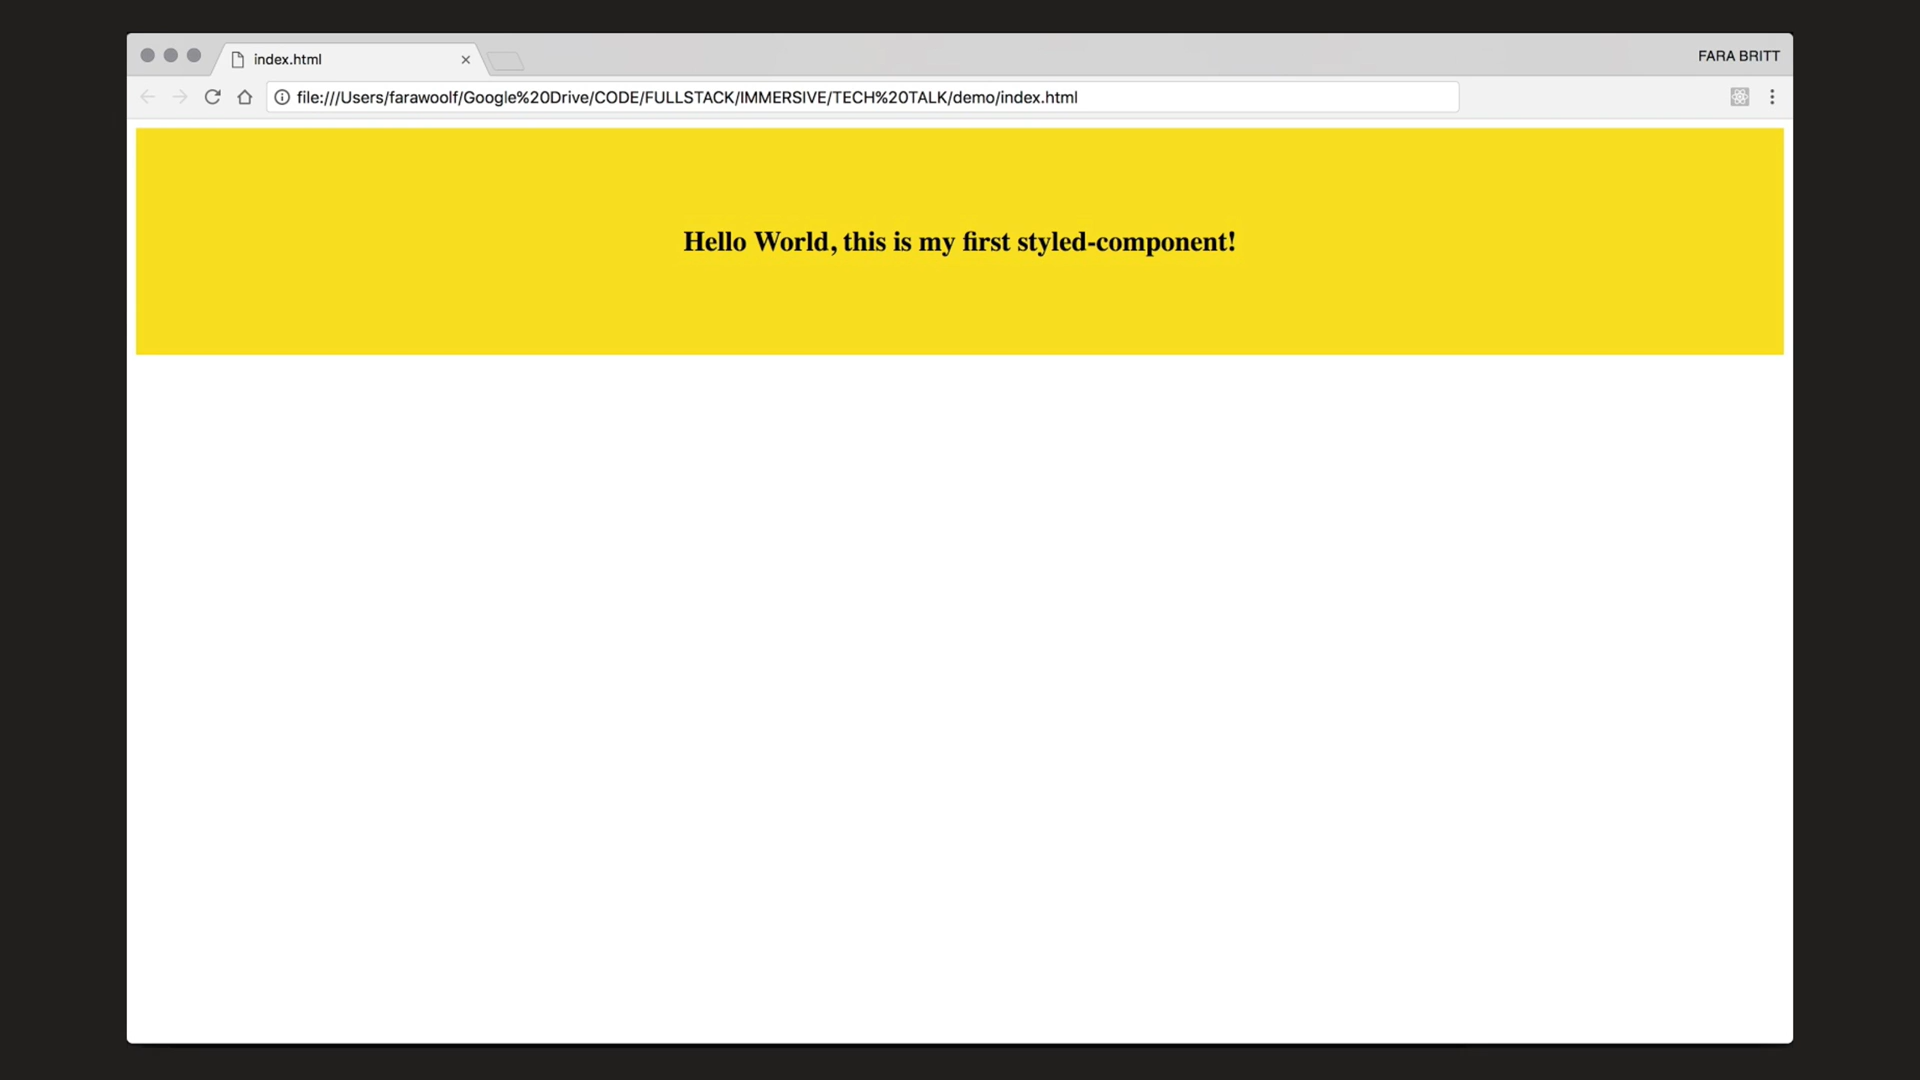 index.html
FARA BRITT
file:///Users/farawoolf/Google%20Drive/CODE/FULLSTACK/IMMERSIVE/TECH%20TALK/demo/index.html
Hello World, this is my first styled-component!